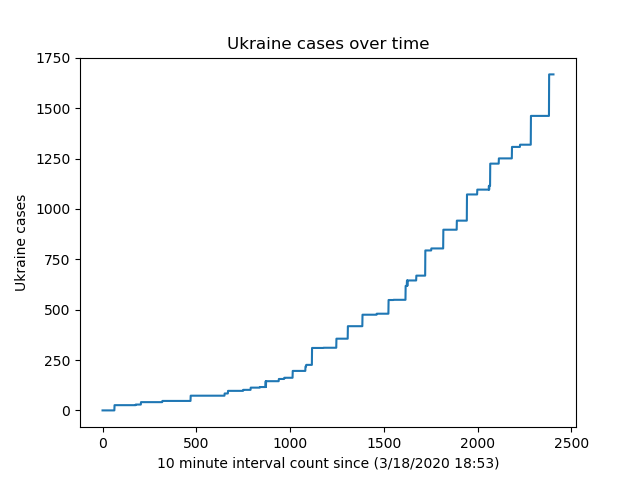 Ukraine cases over time
1750
1500
1250
1000
750
500
250
0
Ukraine cases
0 500 1000 1500 2000 2500
10 minute interval count since (3/18/2020 18:53)